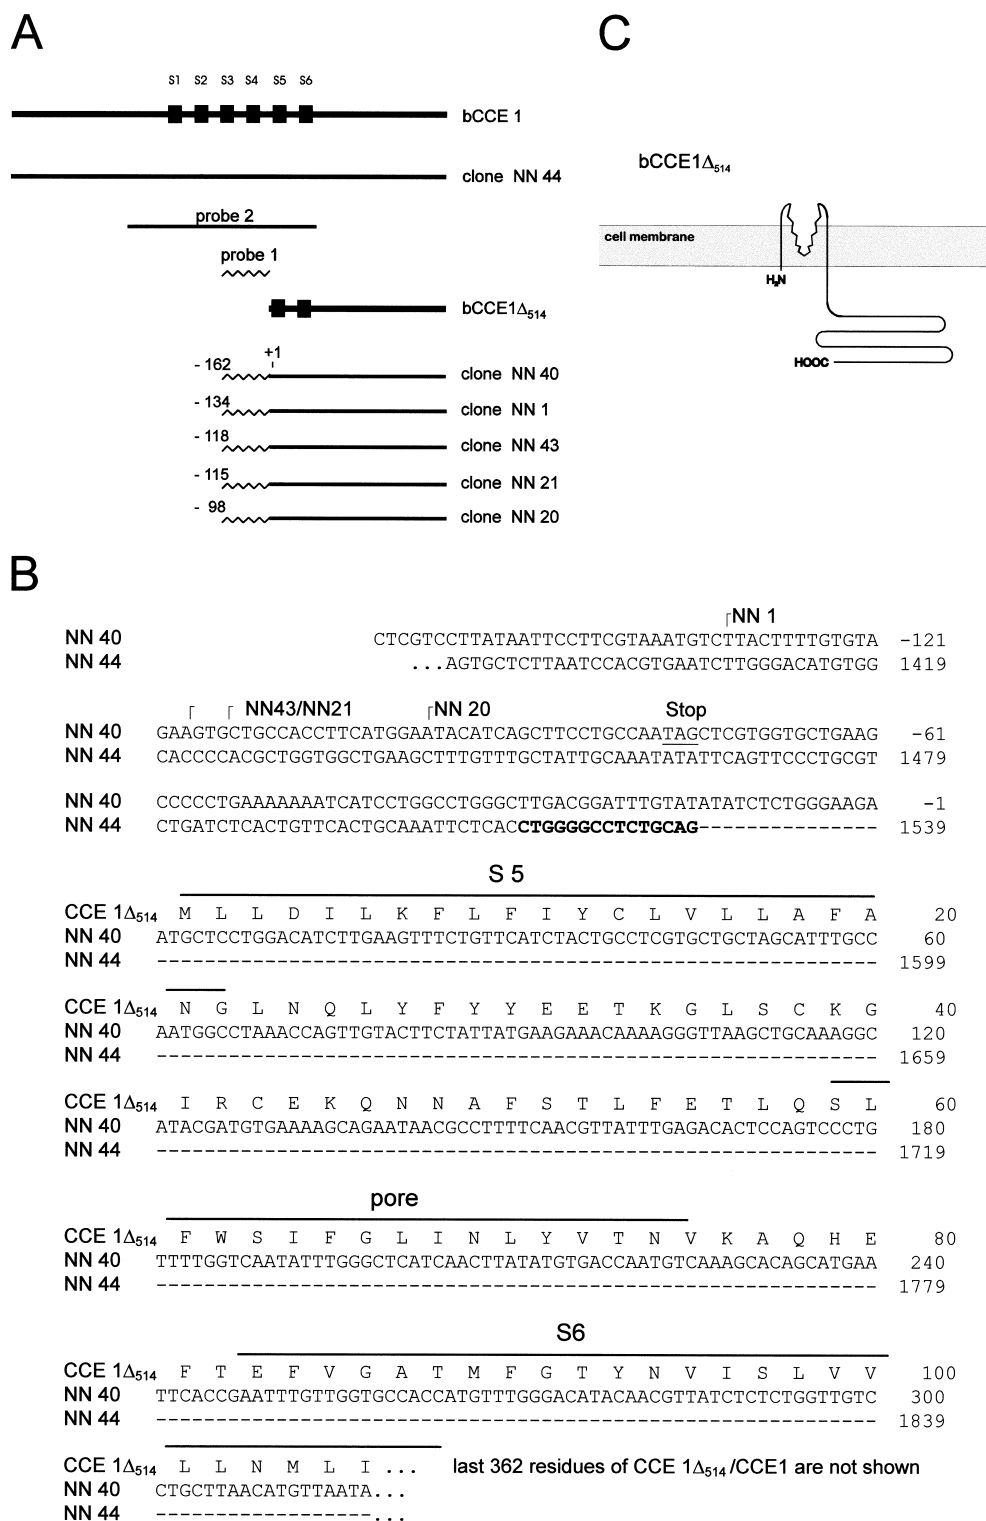 A
S1 S2 S3 S4 S5 S6
bCCE 1
clone NN 44
probe 2
probe 1
bCCE1Δ514
- 162
+1
clone NN 40
- 134
clone NN 1
- 118
clone NN 43
- 115
clone NN 21
- 98
clone NN 20
C
bCCE1Δ514
cell membrane
H2N
HOOC
B
NN 1
NN 40 CTCGTCCTTATAATTCCTTCGTAAATGTCTTACTTTTGTGTA -121
NN 44 ...AGTGCTCTTAATCCACGTGAATCTTGGGACATGTGG 1419
NN43/NN21 NN 20 Stop
NN 40 GAAGTGCTGCCACCTTCATGGAATACATCAGCTTCCTGCCAATAGCTCGTGGTGCTGAAG -61
NN 44 CACCCCACGCTGGTGGCTGAAGCTTTGTTTGCTATTGCAAATATATTCAGTTCCCTGCGT 1479
NN 40 CCCCCTGAAAAAAATCATCCTGGCCTGGGCTTGACGGATTTGTATATATCTCTGGGAAGA -1
NN 44 CTGATCTCACTGTTCACTGCAAATTCTCACCTGGGGCCTCTGCAG--------------- 1539
S 5
CCE 1Δ514 M L L D I L K F L F I Y C L V L L A F A 20
NN 40 ATGCTCCTGGACATCTTGAAGTTTCTGTTCATCTACTGCCTCGTGCTGCTAGCATTTGCC 60
NN 44 ------------------------------------------------------------ 1599
CCE 1Δ514 N G L N Q L Y F Y Y E E T K G L S C K G 40
NN 40 AATGGCCTAAACCAGTTGTACTTCTATTATGAAGAAACAAAAGGGTTAAGCTGCAAAGGC 120
NN 44 ------------------------------------------------------------ 1659
CCE 1Δ514 I R C E K Q N N A F S T L F E T L Q S L 60
NN 40 ATACGATGTGAAAAGCAGAATAACGCCTTTTCAACGTTATTTGAGACACTCCAGTCCCTG 180
NN 44 ------------------------------------------------------------ 1719
pore
CCE 1Δ514 F W S I F G L I N L Y V T N V K A Q H E 80
NN 40 TTTTGGTCAATATTTGGGCTCATCAACTTATATGTGACCAATGTCAAAGCACAGCATGAA 240
NN 44 ------------------------------------------------------------ 1779
S6
CCE 1Δ514 F T E F V G A T M F G T Y N V I S L V V 100
NN 40 TTCACCGAATTTGTTGGTGCCACCATGTTTGGGACATACAACGTTATCTCTCTGGTTGTC 300
NN 44 ------------------------------------------------------------ 1839
CCE 1Δ514 L L N M L I ... last 362 residues of CCE 1Δ514 /CCE1 are not shown
NN 40 CTGCTTAACATGTTAATA...
NN 44 ------------------...